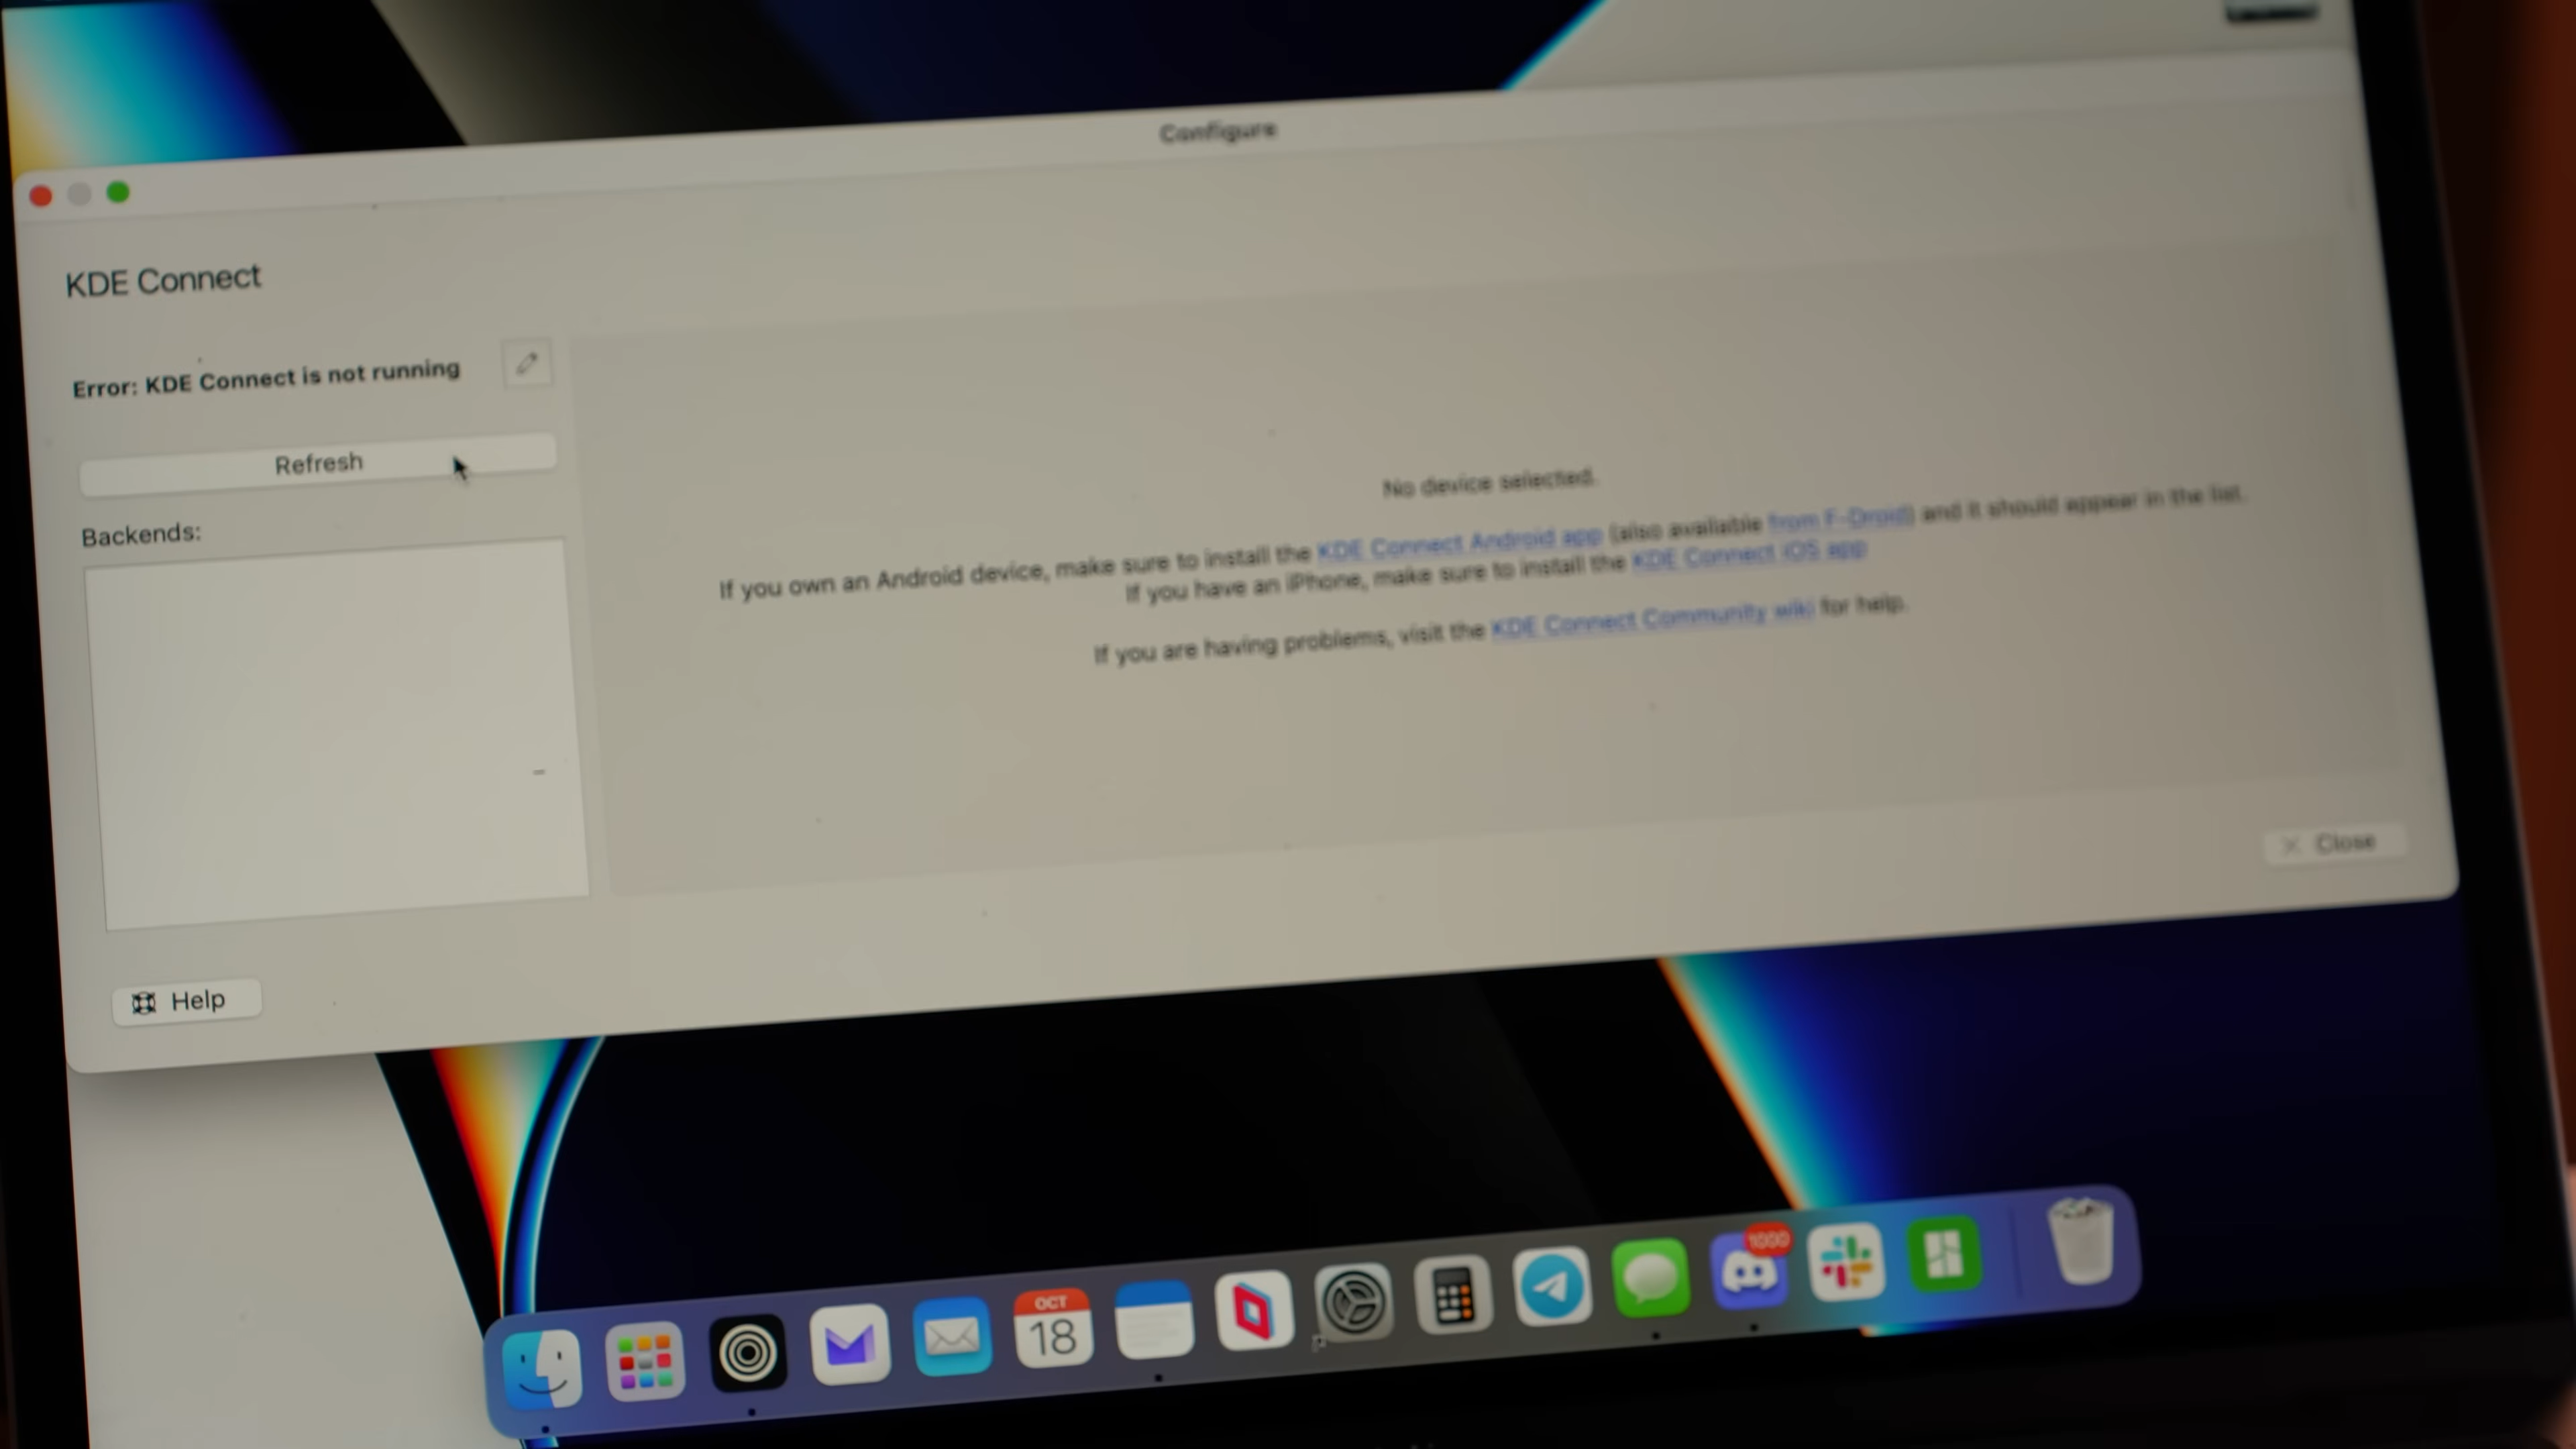 Configure
KDE Connect
Error: KDE Connect is not running
Refresh
Backends:
No device selected.
If you own an Android device, make sure to install the KDE Connect Android app (also available from F-Droid) and it should appear in the list.
If you have an iPhone, make sure to install the KDE Connect iOS app
If you are having problems, visit the KDE Connect Community wiki for help.
Close
Help
OCT
18
1000